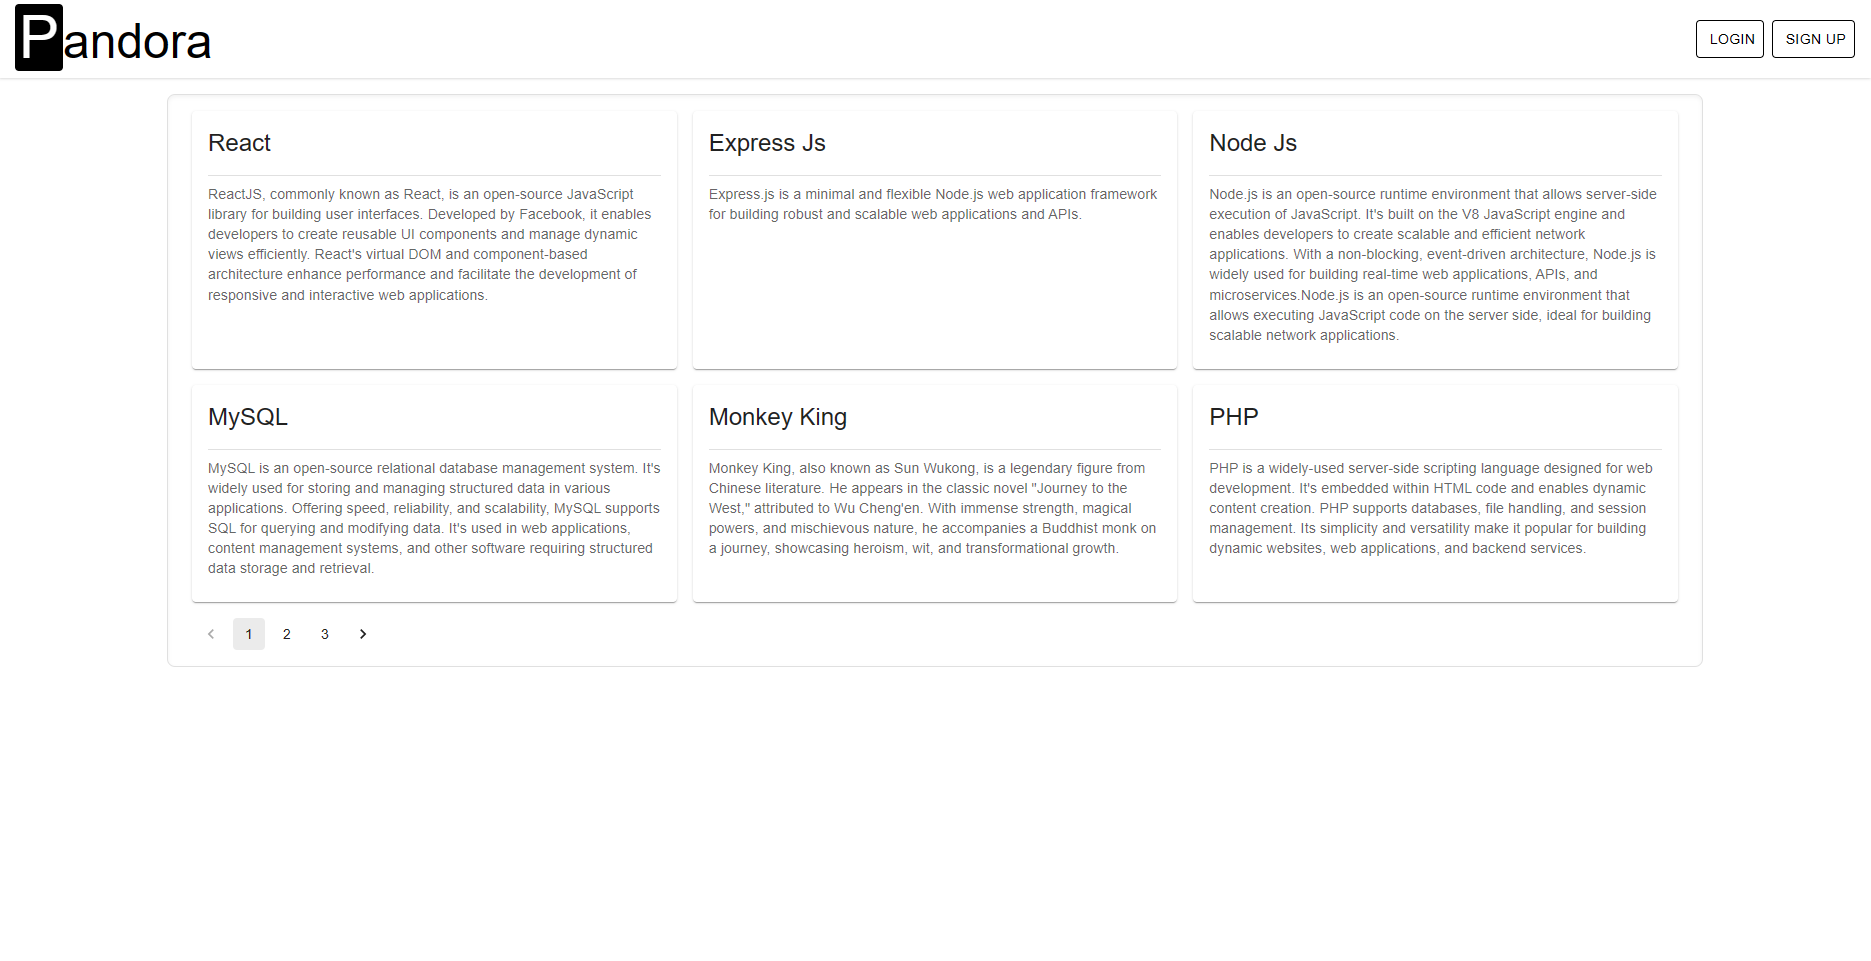 Pandora
LOGIN
SIGN UP
React
ReactJS, commonly known as React, is an open-source JavaScript
library for building user interfaces. Developed by Facebook, it enables
developers to create reusable UI components and manage dynamic
views efficiently. React's virtual DOM and component-based
architecture enhance performance and facilitate the development of
responsive and interactive web applications.
Express Js
Express.js is a minimal and flexible Node.js web application framework
for building robust and scalable web applications and APIs.
Node Js
Node.js is an open-source runtime environment that allows server-side
execution of JavaScript. It's built on the V8 JavaScript engine and
enables developers to create scalable and efficient network
applications. With a non-blocking, event-driven architecture, Node.js is
widely used for building real-time web applications, APIs, and
microservices.Node.js is an open-source runtime environment that
allows executing JavaScript code on the server side, ideal for building
scalable network applications.
MySQL
MySQL is an open-source relational database management system. It's
widely used for storing and managing structured data in various
applications. Offering speed, reliability, and scalability, MySQL supports
SQL for querying and modifying data. It's used in web applications,
content management systems, and other software requiring structured
data storage and retrieval.
Monkey King
Monkey King, also known as Sun Wukong, is a legendary figure from
Chinese literature. He appears in the classic novel "Journey to the
West," attributed to Wu Cheng'en. With immense strength, magical
powers, and mischievous nature, he accompanies a Buddhist monk on
a journey, showcasing heroism, wit, and transformational growth.
PHP
PHP is a widely-used server-side scripting language designed for web
development. It's embedded within HTML code and enables dynamic
content creation. PHP supports databases, file handling, and session
management. Its simplicity and versatility make it popular for building
dynamic websites, web applications, and backend services.
1 2 3